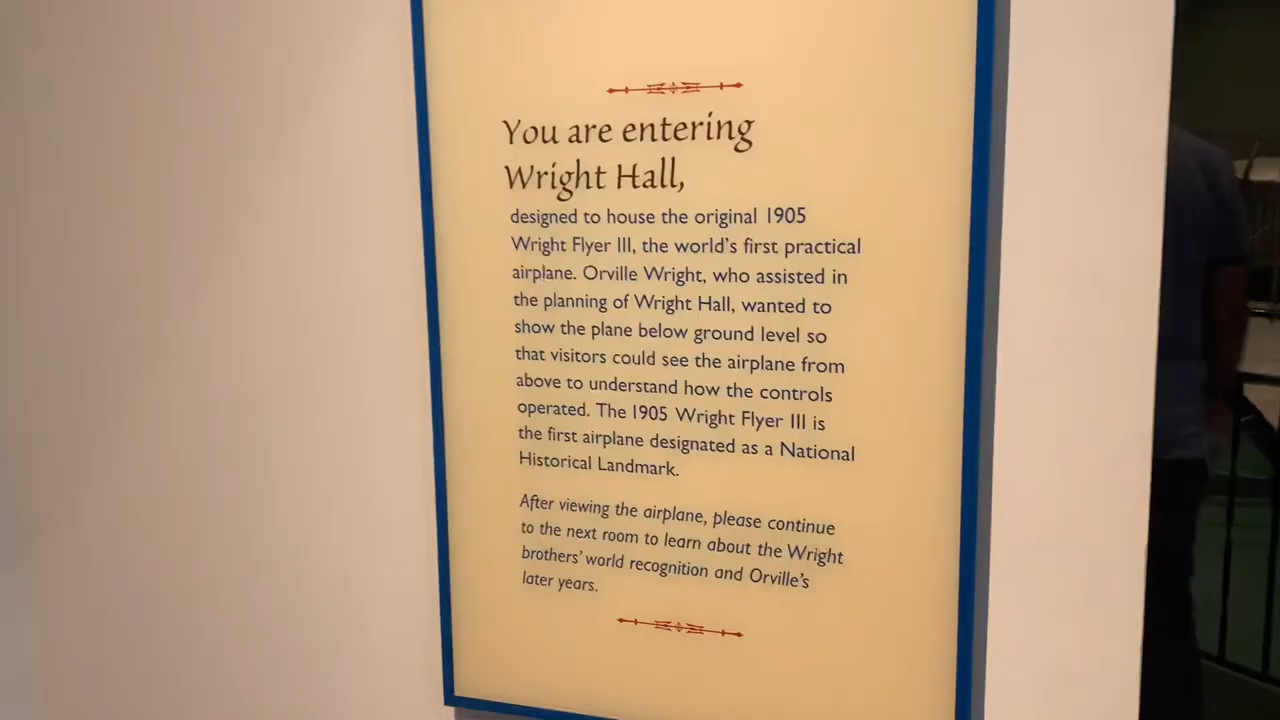 You are entering
Wright Hall,
designed to house the original 1905
Wright Flyer III, the world's first practical
airplane. Orville Wright, who assisted in
the planning of Wright Hall, wanted to
show the plane below ground level so
that visitors could see the airplane from
above to understand how the controls
operated. The 1905 Wright Flyer III is
the first airplane designated as a National
Historical Landmark.
After viewing the airplane, please continue
to the next room to learn about the Wright
brothers' world recognition and Orville's
later years.